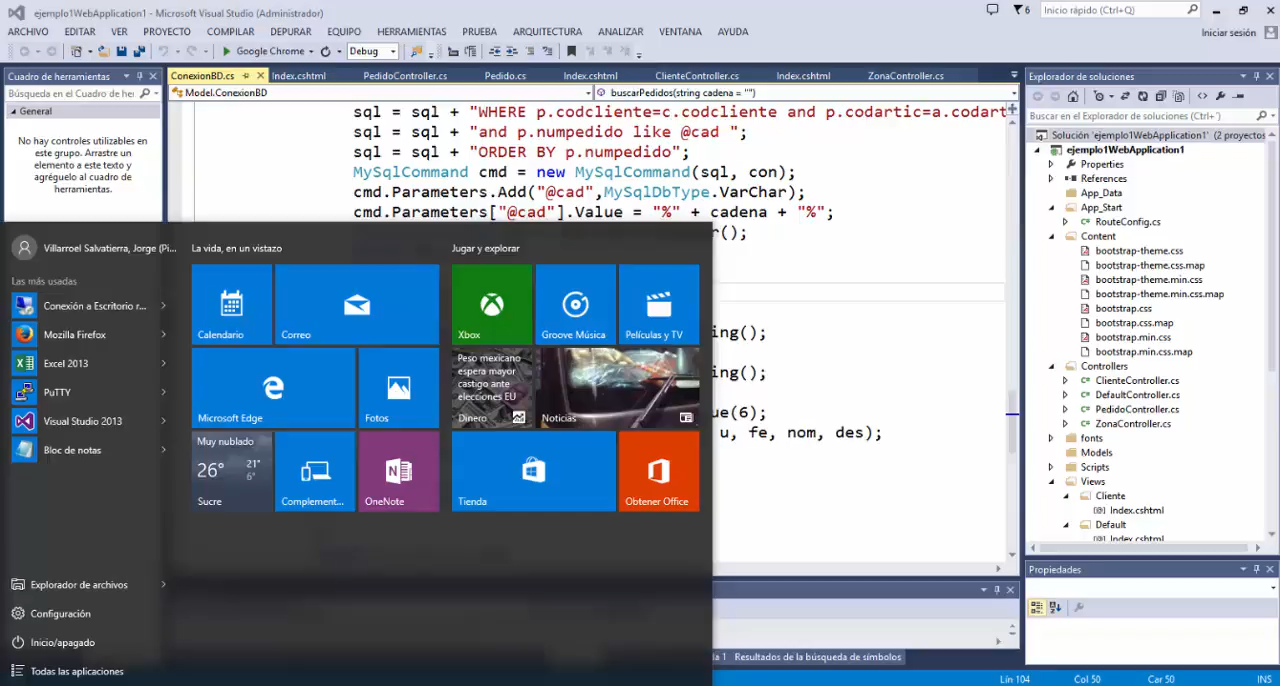 ejemplo1WebApplication1 - Microsoft Visual Studio (Administrador)
6
Inicio rápido (Ctrl+Q)
ARCHIVO EDITAR VER PROYECTO COMPILAR DEPURAR EQUIPO HERRAMIENTAS PRUEBA ARQUITECTURA ANALIZAR VENTANA AYUDA
Iniciar sesión
Google Chrome
Debug
Cuadro de herramientas
Búsqueda en el Cuadro de her
General
No hay controles utilizables en
este grupo. Arrastre un
elemento a este texto y
agréguelo al cuadro de
herramientas.
ConexionBD.cs Index.cshtml PedidoController.cs Pedido.cs Index.cshtml ClienteController.cs Index.cshtml ZonaController.cs
Model.ConexionBD
buscarPedidos(string cadena = "")
sql = sql + "WHERE p.codcliente=c.codcliente and p.codartic=a.codart
sql = sql + "and p.numpedido like @cad ";
sql = sql + "ORDER BY p.numpedido";
MySqlCommand cmd = new MySqlCommand(sql, con);
cmd.Parameters.Add("@cad",MySqlDbType.VarChar);
cmd.Parameters["@cad"].Value = "%" + cadena + "%";
r();
ing();
ing();
ue(6);
u, fe, nom, des);
Villarroel Salvatierra, Jorge (Pi...
Las más usadas
Conexión a Escritorio r...
Mozilla Firefox
Excel 2013
PuTTY
Visual Studio 2013
Bloc de notas
Explorador de archivos
Configuración
Inicio/apagado
Todas las aplicaciones
La vida, en un vistazo
Calendario
Correo
Microsoft Edge
Fotos
Muy nublado
26°
21°
6°
Sucre
Complement...
OneNote
Jugar y explorar
Xbox
Groove Música
Películas y TV
Peso mexicano
espera mayor
castigo ante
elecciones EU
Dinero
Noticias
Tienda
Obtener Office
la 1
Resultados de la búsqueda de símbolos
Explorador de soluciones
Buscar en el Explorador de soluciones (Ctrl+')
Solución 'ejemplo1WebApplication1' (2 proyectos
ejemplo1WebApplication1
Properties
References
App_Data
App_Start
RouteConfig.cs
Content
bootstrap-theme.css
bootstrap-theme.css.map
bootstrap-theme.min.css
bootstrap-theme.min.css.map
bootstrap.css
bootstrap.css.map
bootstrap.min.css
bootstrap.min.css.map
Controllers
ClienteController.cs
DefaultController.cs
PedidoController.cs
ZonaController.cs
fonts
Models
Scripts
Views
Cliente
Index.cshtml
Default
Index.cshtml
Propiedades
Lín 104 Col 50 Car 50 INS